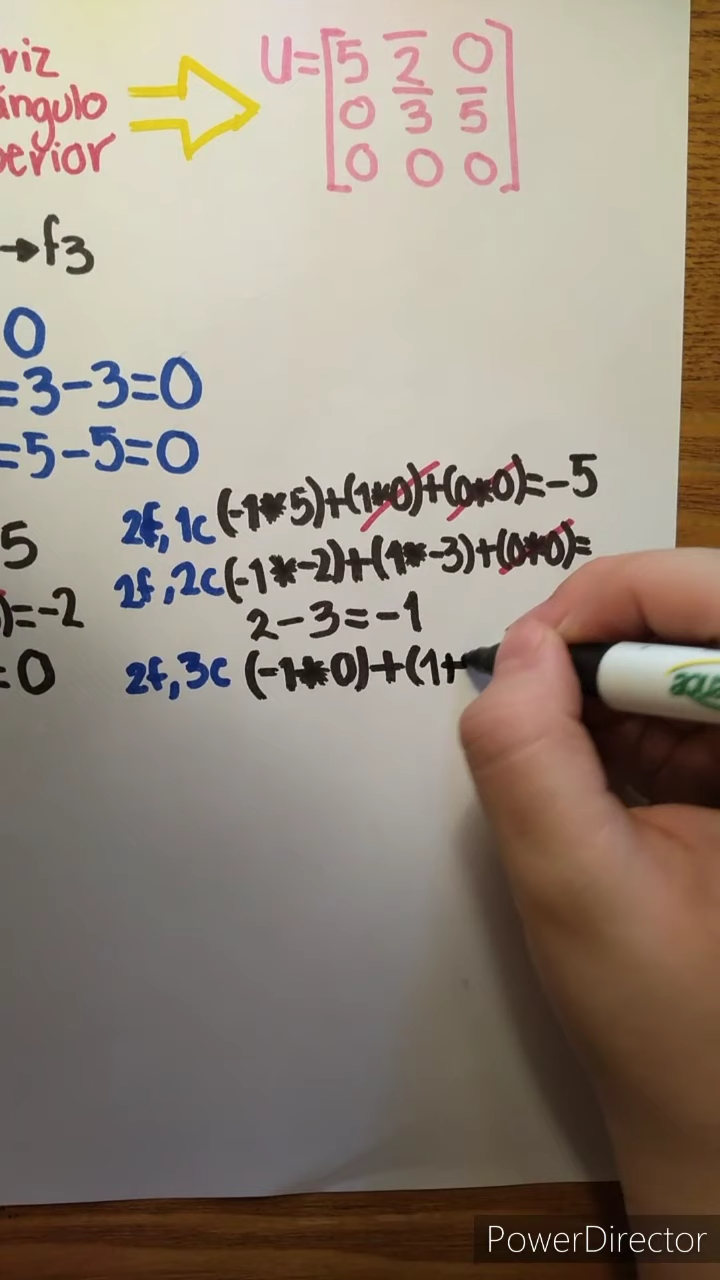 riz
ángulo
perior
U=[5 -2 0
0 -3 -5
0 0 0]
→f3
0
=3-3=0
=5-5=0
5
)=-2
=0
2f, 1c (-1*5)+(1*0)+(0*0)=-5
2f, 2c (-1*-2)+(1*-3)+(0*0)=
2-3=-1
2f, 3c (-1*0)+(1+
PowerDirector